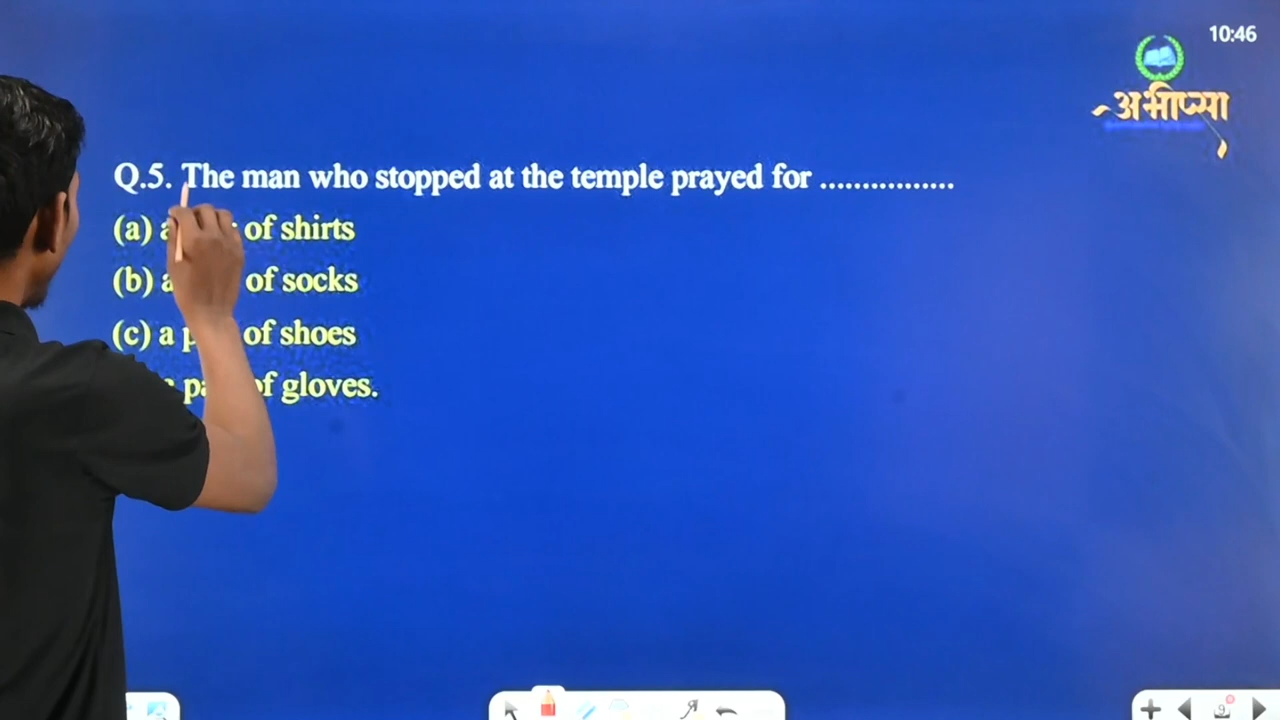 10:46
अभीप्सा
Q.5. The man who stopped at the temple prayed for ................
(a) of shirts
(b) of socks
(c) a of shoes
of gloves.
9